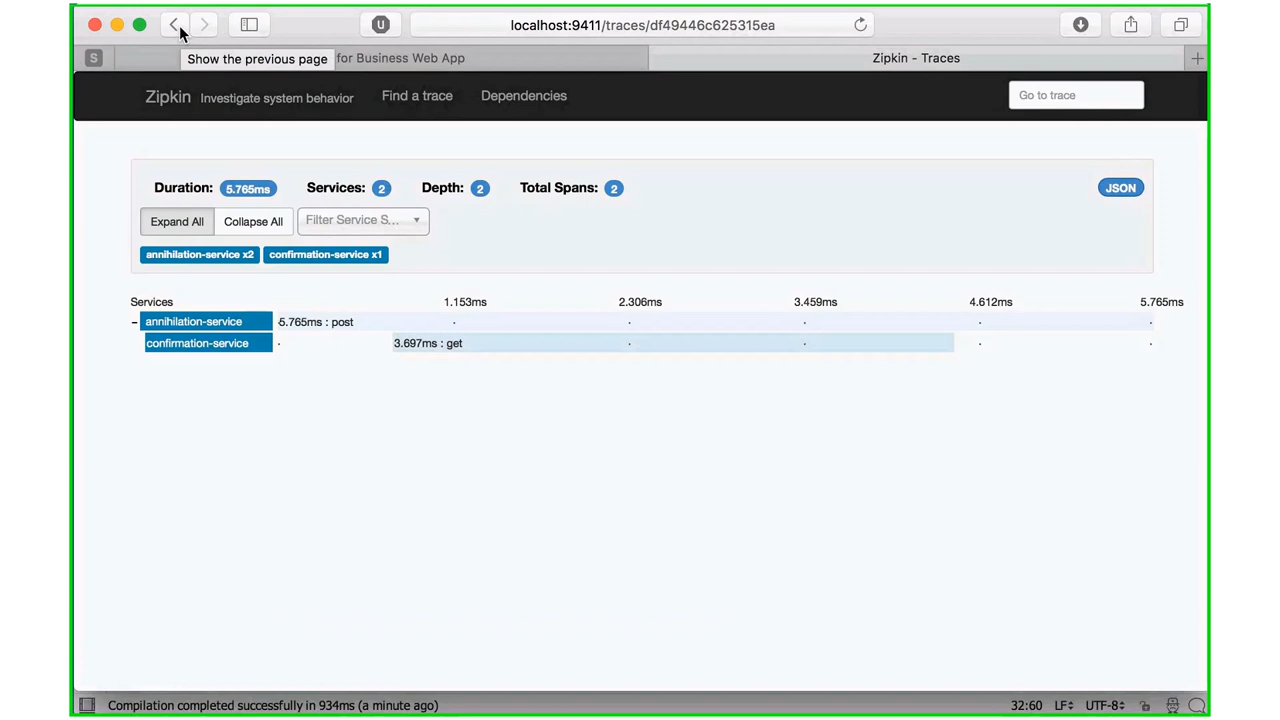 U
localhost:9411/traces/df49446c625315ea
S
Show the previous page
for Business Web App
Zipkin - Traces
Zipkin Investigate system behavior Find a trace Dependencies
Go to trace
Duration: 5.765ms Services: 2 Depth: 2 Total Spans: 2 JSON
Expand All Collapse All Filter Service S...
annihilation-service x2 confirmation-service x1
Services 1.153ms 2.306ms 3.459ms 4.612ms 5.765ms
annihilation-service 5.765ms : post
confirmation-service 3.697ms : get
Compilation completed successfully in 934ms (a minute ago) 32:60 LF UTF-8